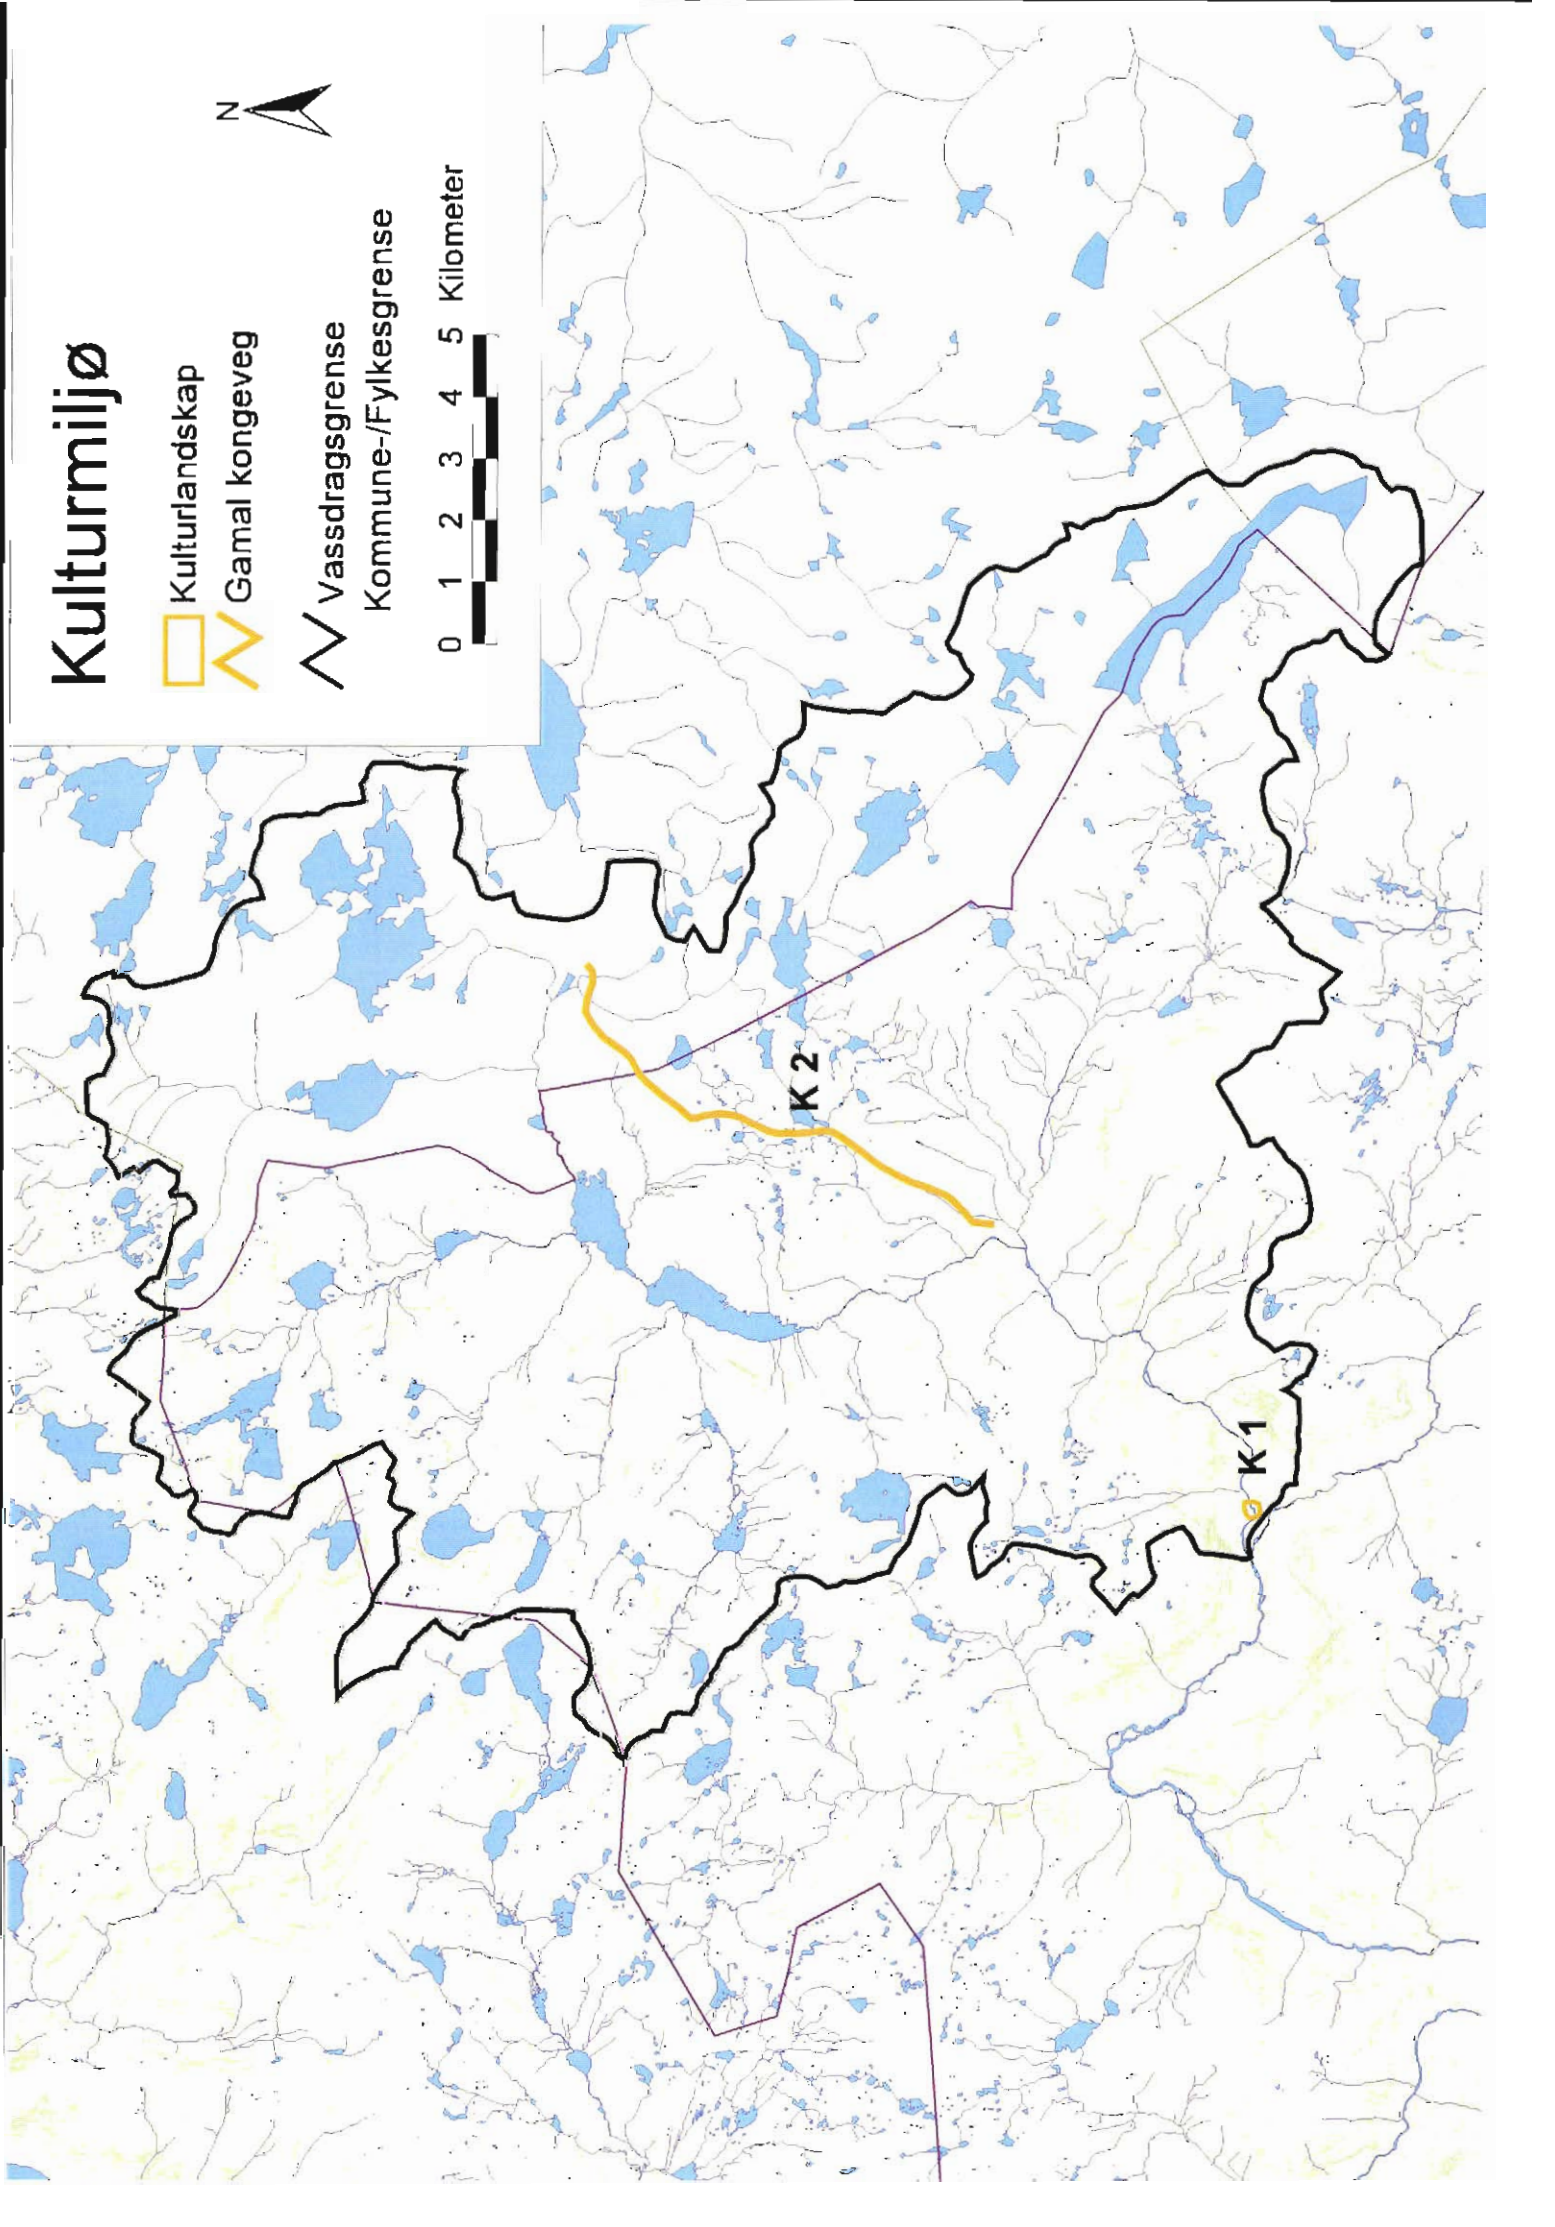 Kulturmiljø
N
Kulturlandskap
Gamal kongeveg
Vassdragsgrense
Kommune-/Fylkesgrense
0 1 2 3 4 5 Kilometer
K 2
K 1